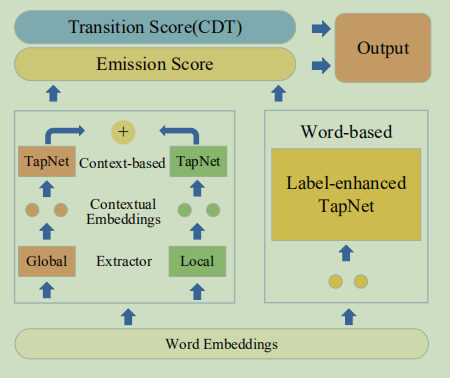 Transition Score(CDT)
Emission Score
Output
+
TapNet Context-based TapNet
Contextual
Embeddings
Global Extractor Local
Word-based
Label-enhanced
TapNet
Word Embeddings